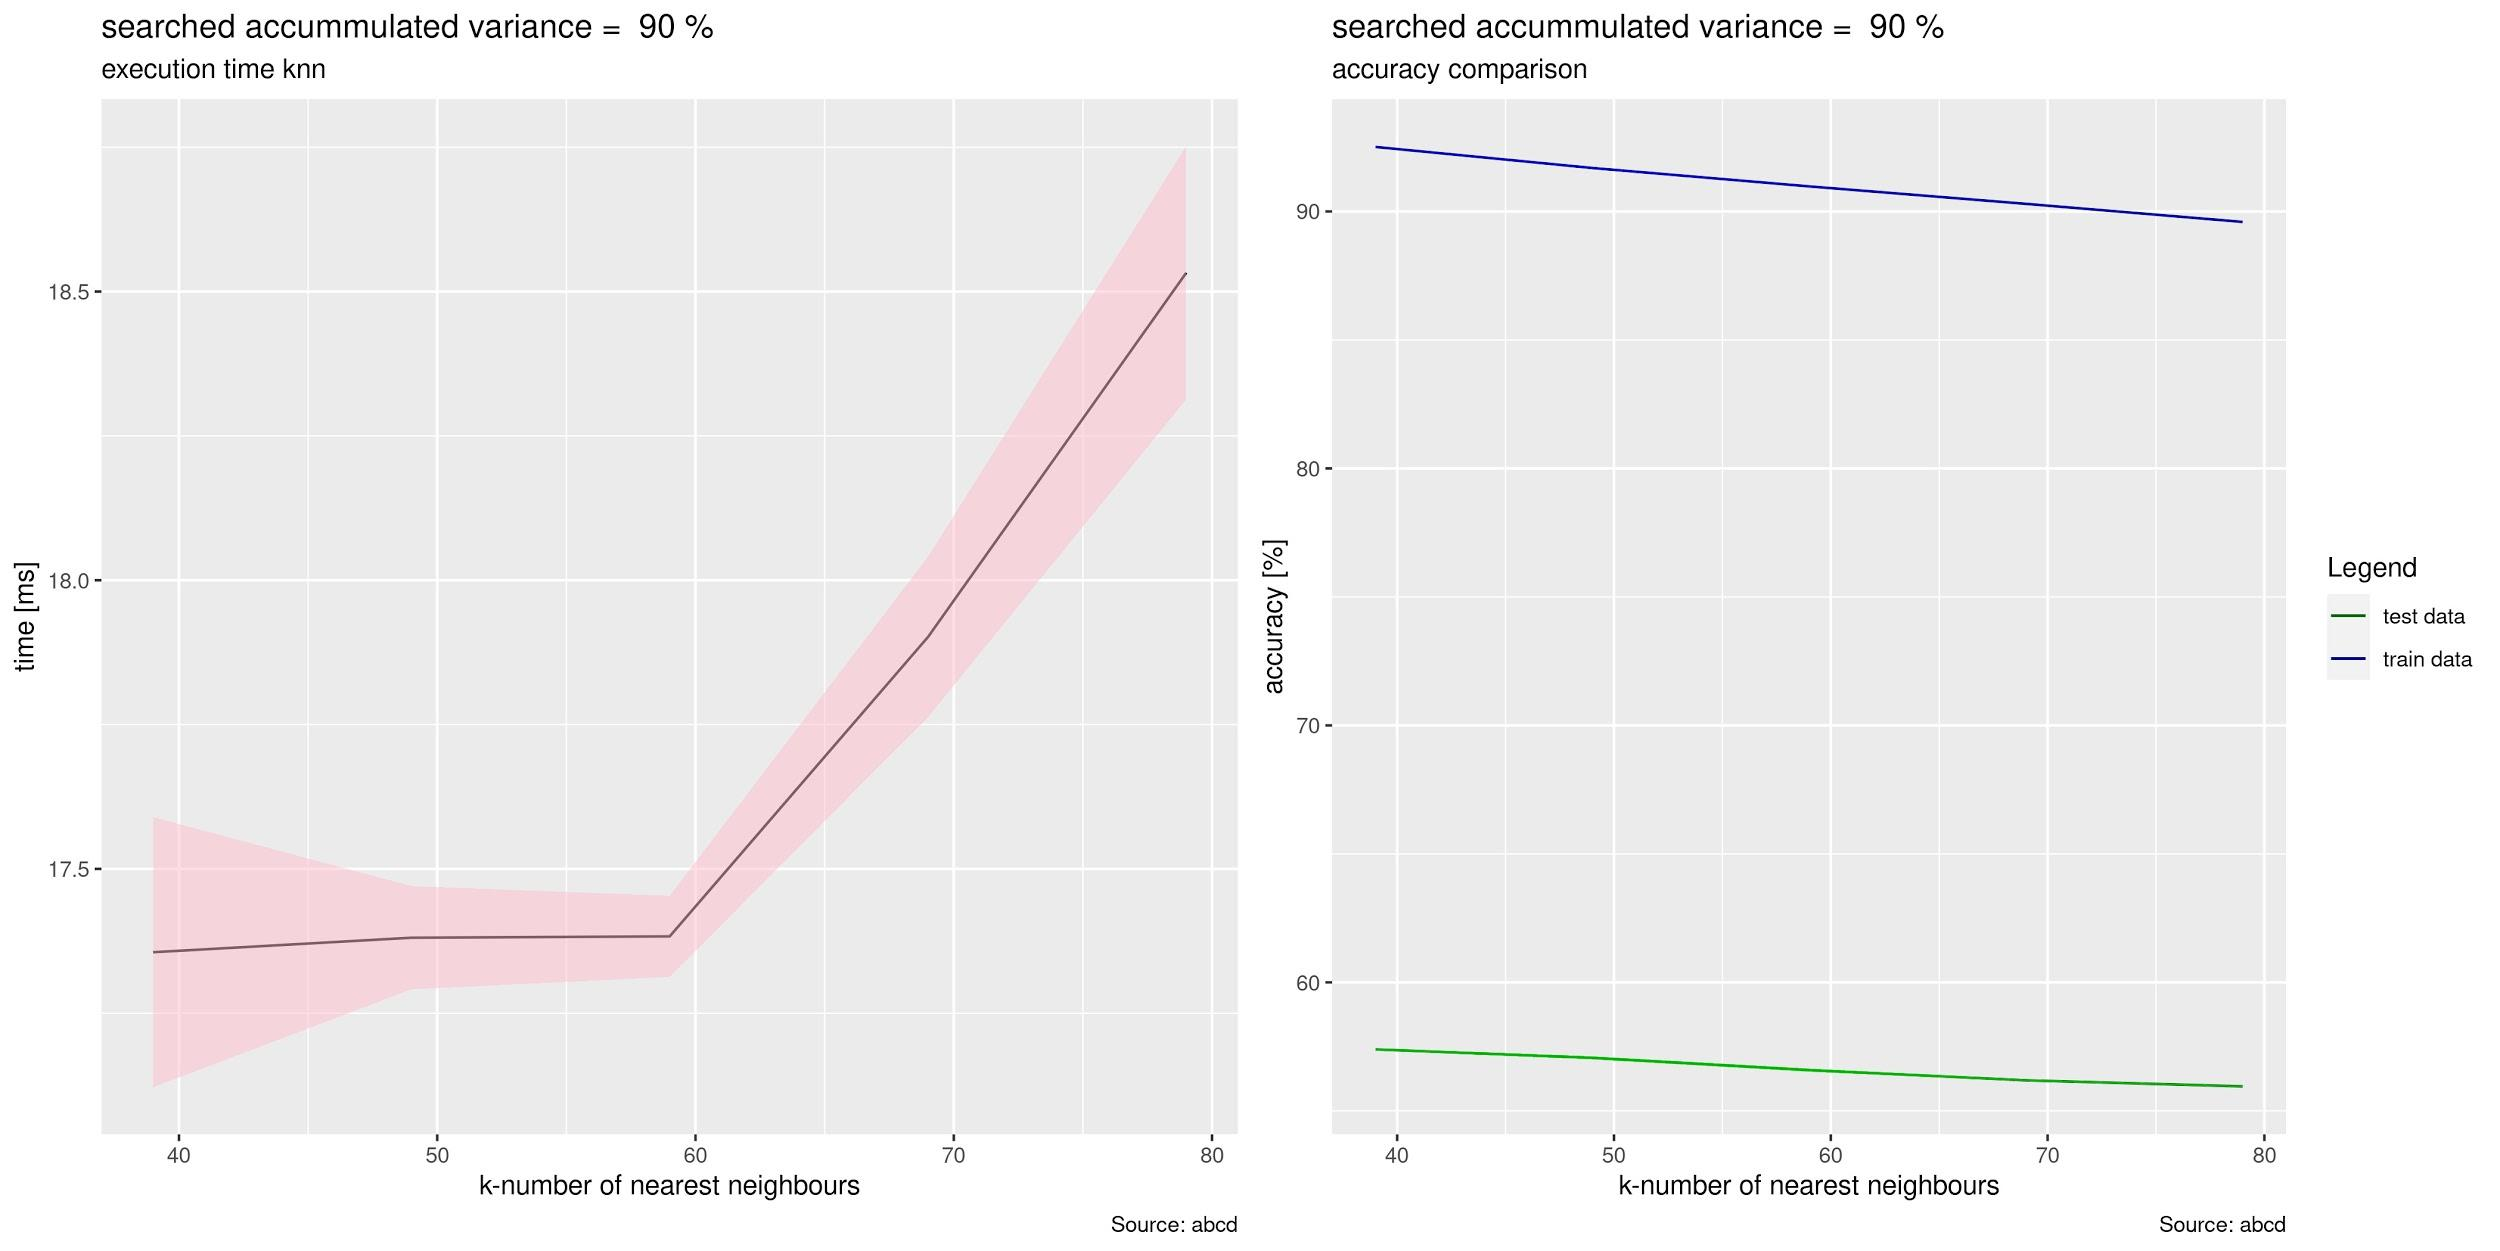 searched accummulated variance =  90 %
execution time knn
time [ms]
18.5
18.0
17.5
40 50 60 70 80
k-number of nearest neighbours
Source: abcd
searched accummulated variance =  90 %
accuracy comparison
accuracy [%]
90
80
70
60
40 50 60 70 80
k-number of nearest neighbours
Source: abcd
Legend
test data
train data